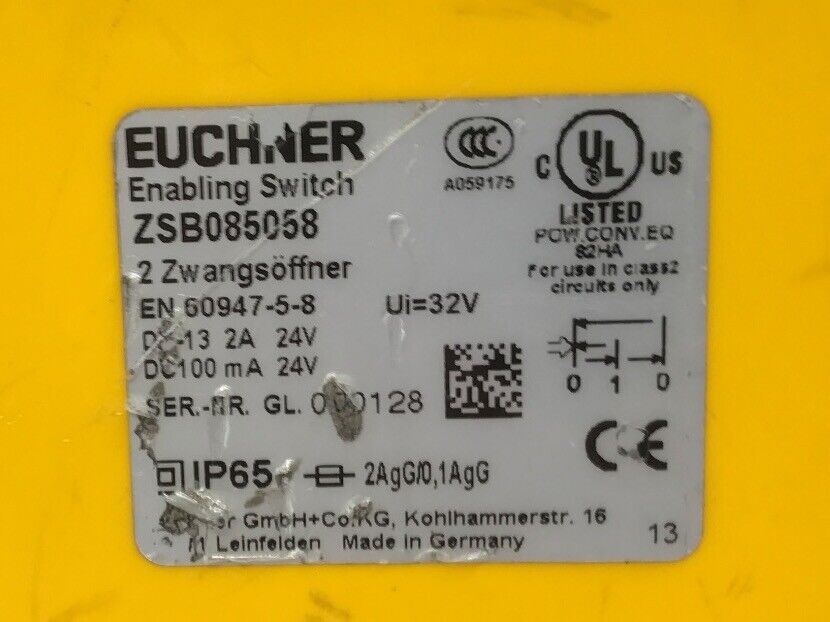 EUCHNER
Enabling Switch
ZSB085058
2 Zwangsöffner
EN 60947-5-8 Ui=32V
2A 24V
DC100 mA 24V
SER.-NR. GL. 000128
IP65 2AgG/0,1AgG
GmbH+Co.KG, Kohlhammerstr. 16
Leinfelden Made in Germany
13
CCC
A059175
C UL US
®
LISTED
POW.CONV.EQ
82HA
For use in class2
circuits only
0 1 0
CE